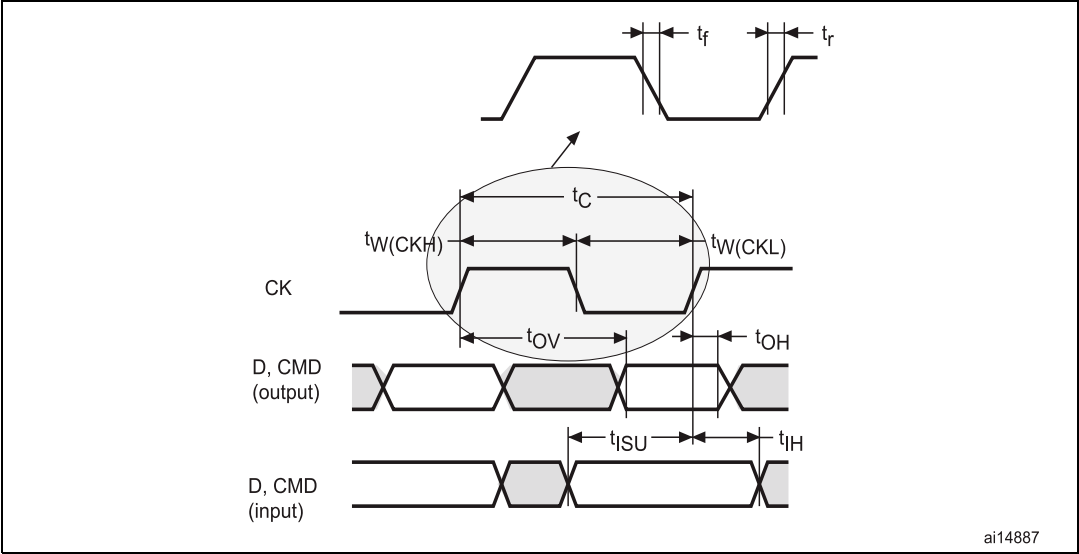 tf
tr
tC
tW(CKH)
tW(CKL)
CK
tOV
tOH
D, CMD
(output)
tISU
tIH
D, CMD
(input)
ai14887